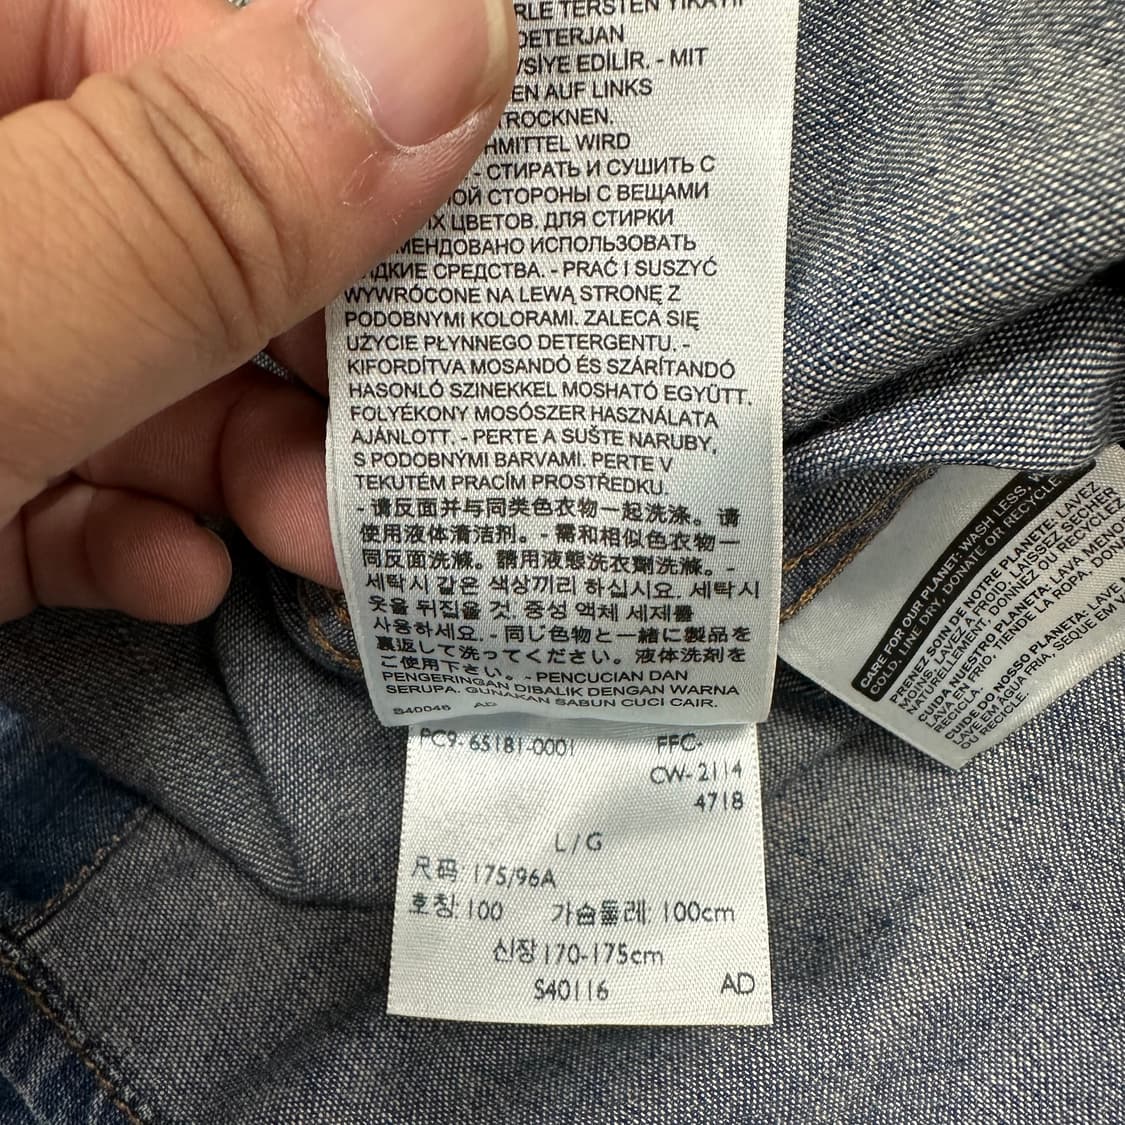 RLE TERSTEN YIKAYIP
DETERJAN
VSİYE EDİLİR. - MIT
EN AUF LINKS
TROCKNEN.
HMITTEL WIRD
- СТИРАТЬ И СУШИТЬ С
НОЙ СТОРОНЫ С ВЕЩАМИ
ИХ ЦВЕТОВ. ДЛЯ СТИРКИ
МЕНДОВАНО ИСПОЛЬЗОВАТЬ
ДКИЕ СРЕДСТВА. - PRAĆ I SUSZYĆ
WYWRÓCONE NA LEWĄ STRONĘ Z
PODOBNYMI KOLORAMI. ZALECA SIĘ
UŻYCIE PŁYNNEGO DETERGENTU. -
KIFORDÍTVA MOSANDÓ ÉS SZÁRÍTANDÓ
HASONLÓ SZINEKKEL MOSHATÓ EGYÜTT.
FOLYÉKONY MOSÓSZER HASZNÁLATA
AJÁNLOTT. - PERTE A SUŠTE NARUBY,
S PODOBNÝMI BARVAMI. PERTE V
TEKUTÉM PRACÍM PROSTŘEDKU.
- 请反面并与同类色衣物一起洗涤。请
使用液体清洁剂。- 需和相似色衣物一
同反面洗滌。請用液態洗衣劑洗滌。-
세탁시 같은 색상끼리 하십시요. 세탁시
옷을 뒤집을 것. 중성 액체 세제를
사용하세요. - 同じ色物と一緒に製品を
裏返して洗ってください。液体洗剤を
ご使用下さい。- PENCUCIAN DAN
PENGERINGAN DIBALIK DENGAN WARNA
SERUPA. GUNAKAN SABUN CUCI CAIR.
S40046 AD
PC9-65181-0001 FFC-
CW-2114
4718
L/G
尺码: 175/96A
호칭: 100 가슴둘레: 100cm
신장 170-175cm
S40116 AD
CARE FOR OUR PLANET: WASH LESS,
COLD, LINE DRY, DONATE OR RECYCLE
PRENEZ SOIN DE NOTRE PLANETE: LAVEZ
MOINS, LAVEZ A FROID, LAISSEZ SECHER
NATURELLEMENT, DONNEZ OU RECYCLEZ
CUIDA NUESTRO PLANETA: LAVA MENOS
LAVA EN FRIO, TIENDE LA ROPA, DONA
RECICLA.
CUIDE DO NOSSO PLANETA: LAVE
LAVE EM AGUA FRIA, SEQUE EM
OU RECICLE.